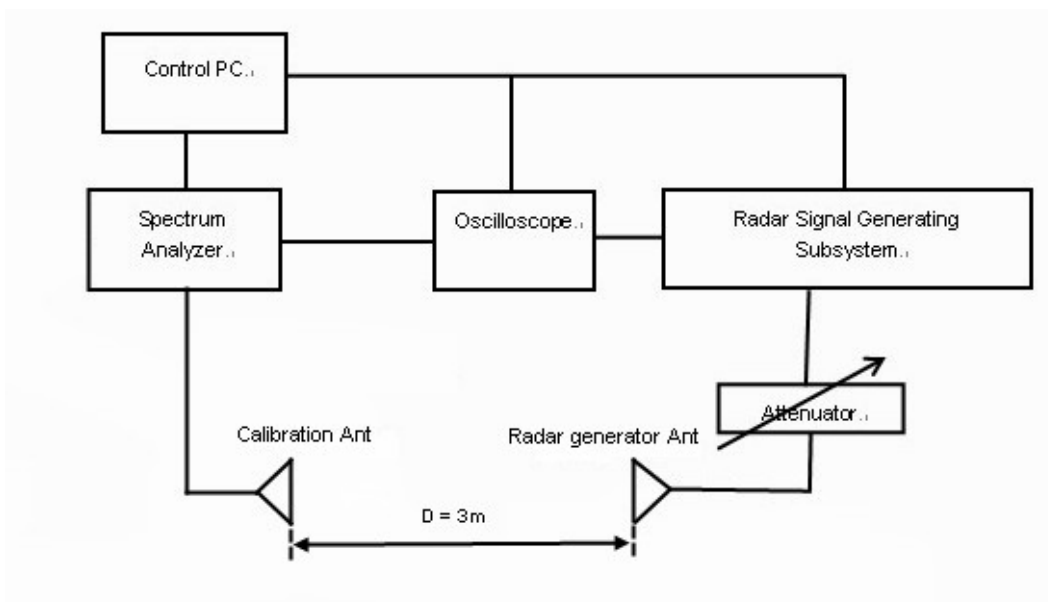 Control PC.
Spectrum
Analyzer.
Oscilloscope.
Radar Signal Generating
Subsystem.
Attenuator.
Calibration Ant
Radar generator Ant
D = 3m